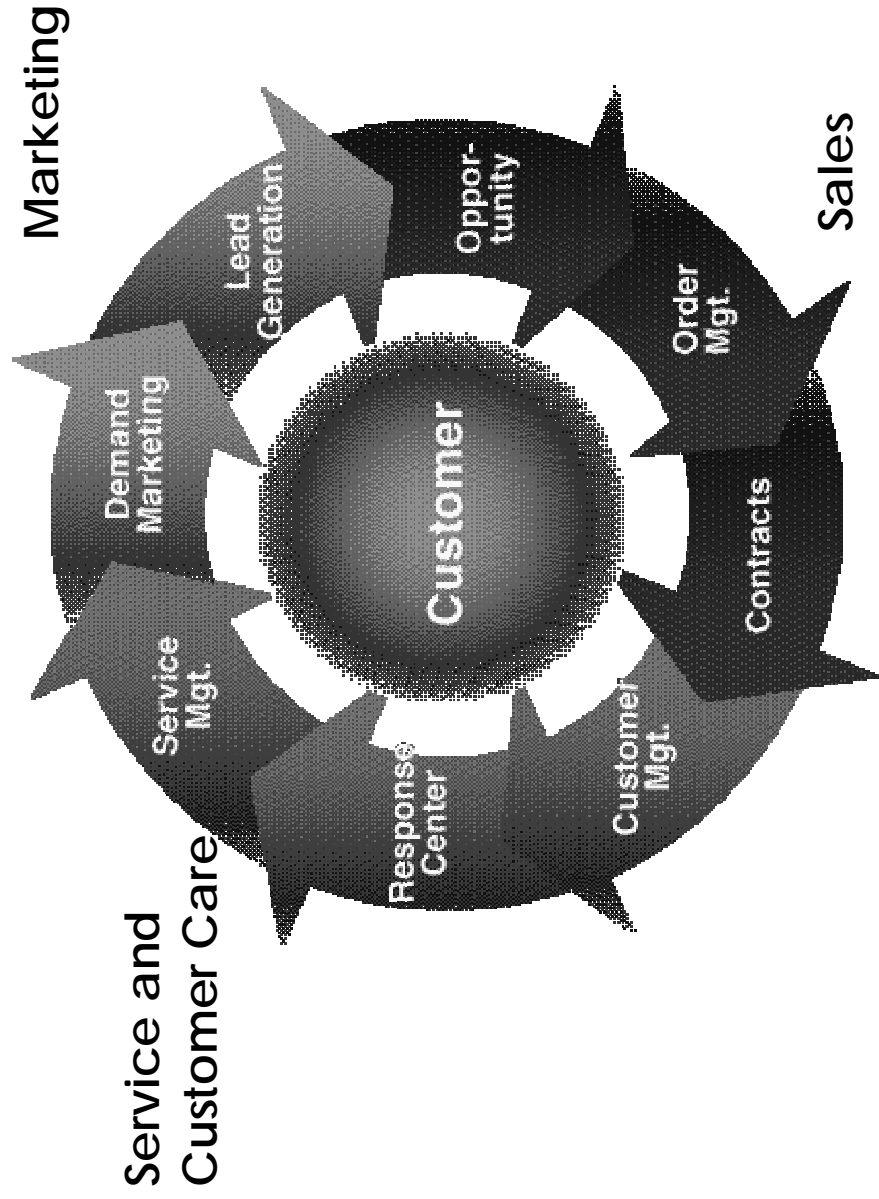 Marketing
Service and
Customer Care
Sales
Demand
Marketing
Lead
Generation
Oppor-
tunity
Order
Mgt.
Contracts
Customer
Mgt.
Response
Center
Service
Mgt.
Customer